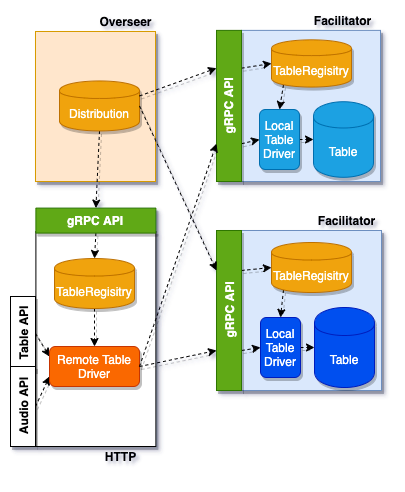 Overseer
Distribution
gRPC API
TableRegisitry
Remote Table
Driver
Table API
Audio API
HTTP
Facilitator
gRPC API
TableRegisitry
Local
Table
Driver
Table
Facilitator
gRPC API
TableRegisitry
Local
Table
Driver
Table